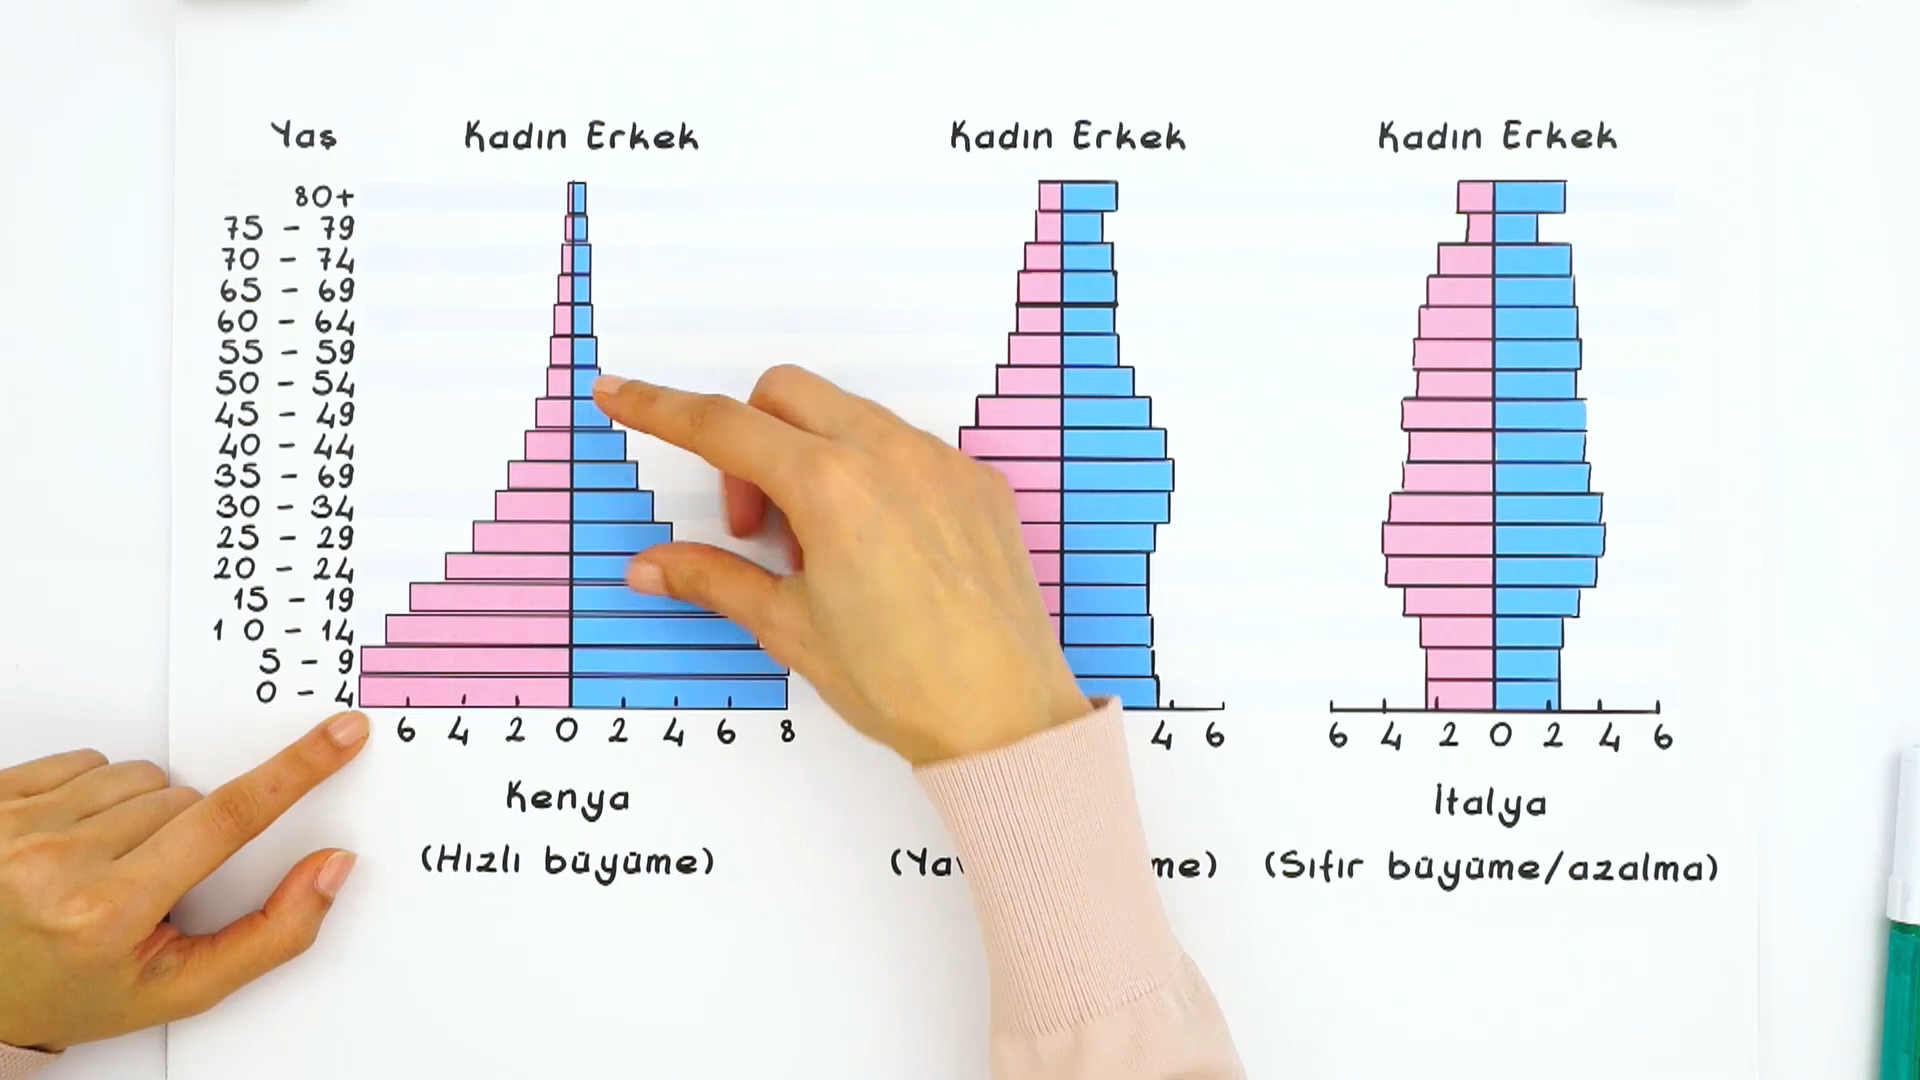 Yaş Kadın Erkek Kadın Erkek Kadın Erkek
80+
75 - 79
70 - 74
65 - 69
60 - 64
55 - 59
50 - 54
45 - 49
40 - 44
35 - 69
30 - 34
25 - 29
20 - 24
15 - 19
10 - 14
5 - 9
0 - 4
6 4 2 0 2 4 6 8 4 6 6 4 2 0 2 4 6
Kenya İtalya
(Hızlı büyüme) (Sıfır büyüme/azalma)